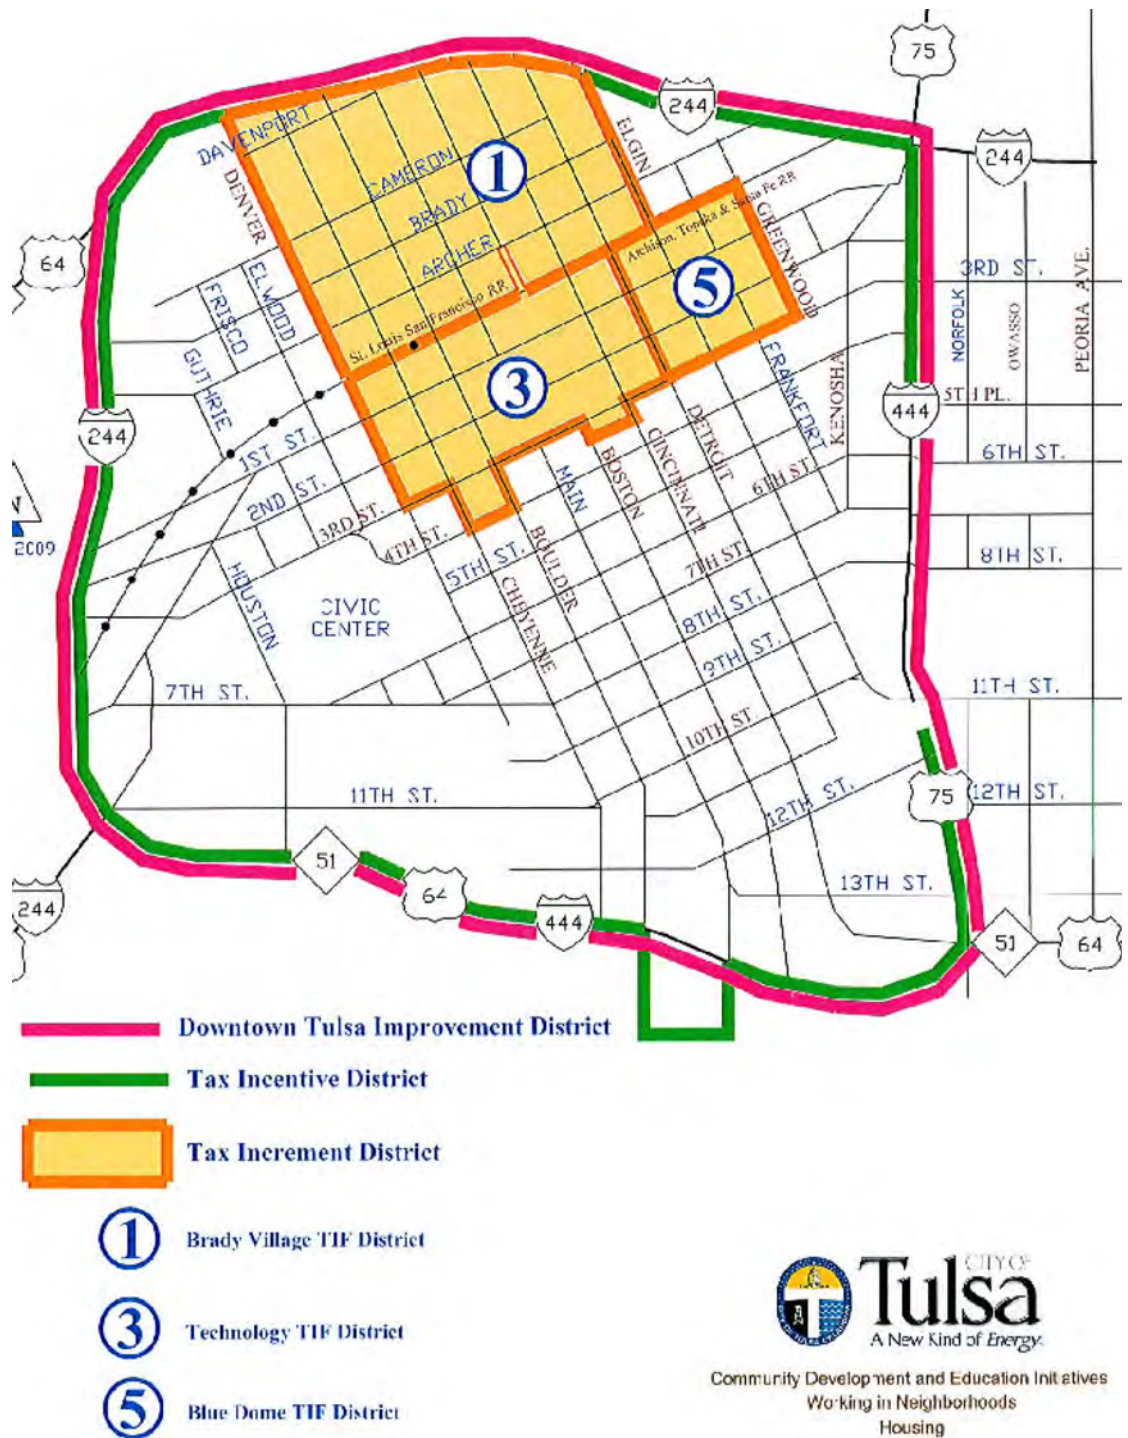 75
244
DAVENPORT
ELGIN
244
CAMERON
1
DENVER
BRADY
Atchison, Topeka & Santa Fe RR
GREENWOOD
64
ARCHER
5
3RD ST.
PEORIA AVE.
ELWOOD
FRISCO
St. Louis San Francisco RR
NORFOLK
OWASSO
GUTHRIE
3
FRANKFORT
KENOSHA
5TH PL.
444
244
1ST ST.
DETROIT
CINCINNATI
6TH ST.
MAIN
BOSTON
2ND ST.
6TH ST.
3RD ST.
4TH ST.
2009
BOULDER
5TH ST.
7TH ST.
8TH ST.
HOUSTON
CIVIC
CENTER
CHEYENNE
8TH ST.
9TH ST.
7TH ST.
11TH ST.
10TH ST
11TH ST.
12TH ST.
75
12TH ST.
51
64
13TH ST.
244
444
51
64
Downtown Tulsa Improvement District
Tax Incentive District
Tax Increment District
1
Brady Village TIF District
3
Technology TIF District
5
Blue Dome TIF District
CITY OF
Tulsa
A New Kind of Energy.
Community Development and Education Initiatives
Working in Neighborhoods
Housing